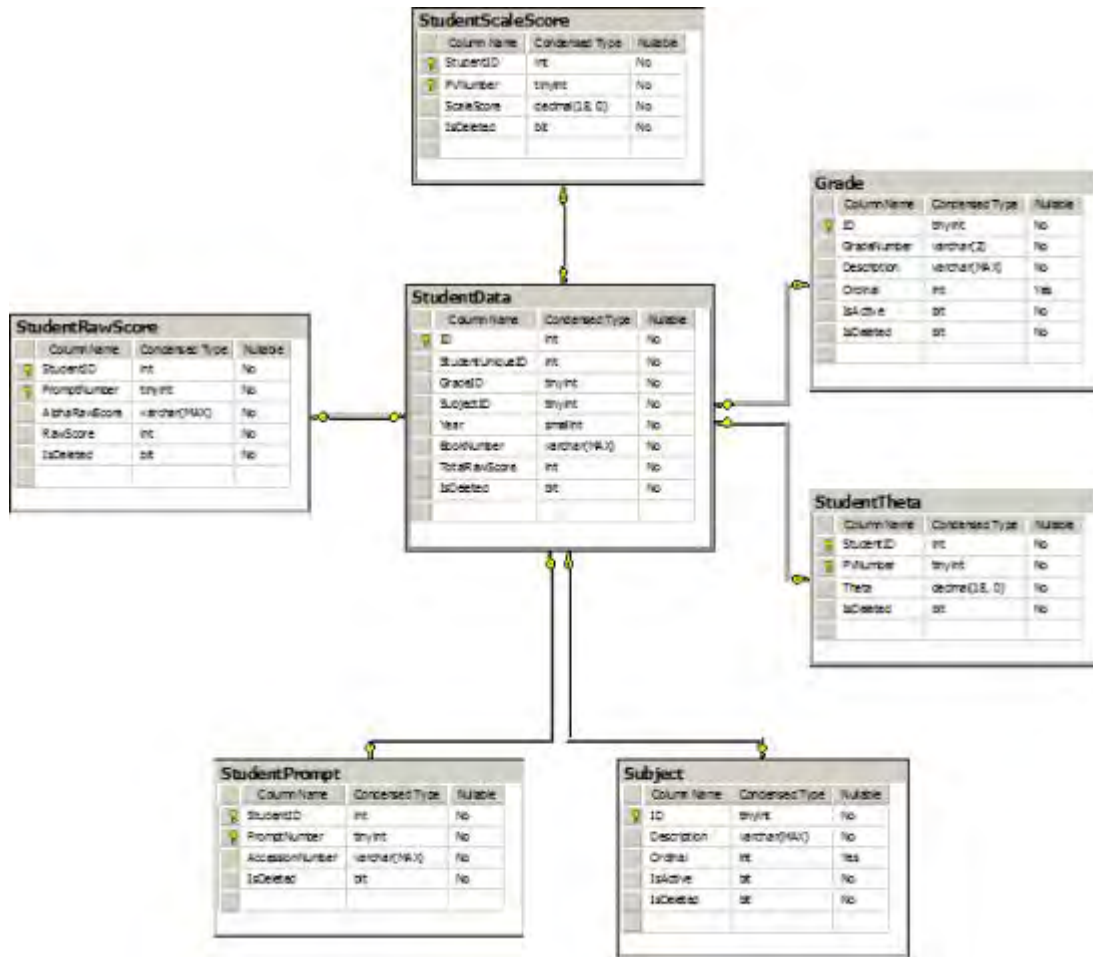 StudentScaleScore
Column Name Condensed Type Nullable
StudentID int No
PVNumber tinyint No
ScaleScore decimal(18, 0) No
IsDeleted bit No
Grade
Column Name Condensed Type Nullable
ID tinyint No
GradeNumber varchar(2) No
Description varchar(MAX) No
Ordinal int Yes
IsActive bit No
IsDeleted bit No
StudentData
Column Name Condensed Type Nullable
ID int No
StudentUniqueID int No
GradeID tinyint No
SubjectID tinyint No
Year smallint No
BookNumber varchar(MAX) No
TotalRawScore int No
IsDeleted bit No
StudentRawScore
Column Name Condensed Type Nullable
StudentID int No
PromptNumber tinyint No
AlphaRawScore varchar(MAX) No
RawScore int No
IsDeleted bit No
StudentTheta
Column Name Condensed Type Nullable
StudentID int No
PVNumber tinyint No
Theta decimal(18, 0) No
IsDeleted bit No
StudentPrompt
Column Name Condensed Type Nullable
StudentID int No
PromptNumber tinyint No
AccessionNumber varchar(MAX) No
IsDeleted bit No
Subject
Column Name Condensed Type Nullable
ID tinyint No
Description varchar(MAX) No
Ordinal int Yes
IsActive bit No
IsDeleted bit No